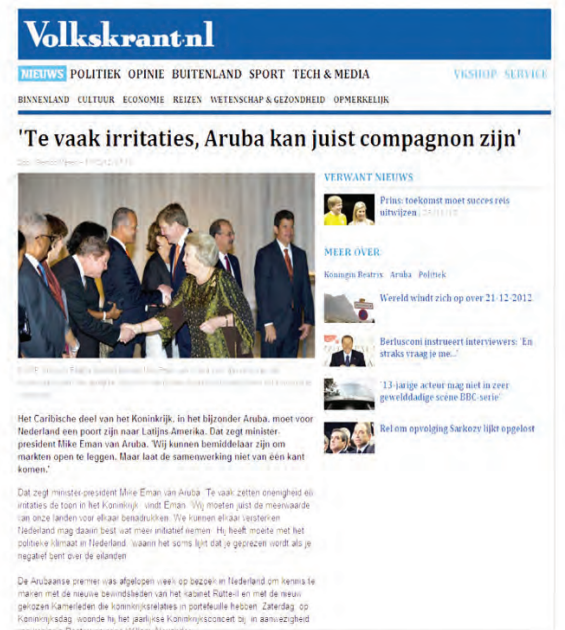 Volkskrant.nl
NIEUWS POLITIEK OPINIE BUITENLAND SPORT TECH & MEDIA VKSHOP SERVICE
BINNENLAND CULTUUR ECONOMIE REIZEN WETENSCHAP & GEZONDHEID OPMERKELIJK
'Te vaak irritaties, Aruba kan juist compagnon zijn'
Het Caribische deel van het Koninkrijk, in het bijzonder Aruba, moet voor
Nederland een poort zijn naar Latijns Amerika. Dat zegt minister-
president Mike Eman van Aruba. 'Wij kunnen bemiddelaar zijn om
markten open te leggen. Maar laat de samenwerking niet van één kant
komen.'
Dat zegt minister-president Mike Eman van Aruba. 'Te vaak zetten onenigheid en
irritaties de toon in het Koninkrijk', vindt Eman. 'Wij moeten juist de meerwaarde
van onze landen voor elkaar benadrukken. We kunnen elkaar versterken.
Nederland mag daarin best wat meer initiatief nemen.' Hij heeft moeite met het
politieke klimaat in Nederland, 'waarin het soms lijkt dat je geprezen wordt als je
negatief bent over de eilanden
De Arubaanse premier was afgelopen week op bezoek in Nederland om kennis te
maken met de nieuwe bewindslieden van het kabinet Rutte-II en met de nieuw
gekozen Kamerleden die koninkrijksrelaties in portefeuille hebben. Zaterdag, op
Koninkrijksdag, woonde hij het jaarlijkse Koninkrijksconcert bij, in aanwezigheid
VERWANT NIEUWS
Prins: toekomst moet succes reis
uitwijzen
MEER OVER
Koningin Beatrix Aruba Politiek
Wereld windt zich op over 21-12-2012
Berlusconi instrueert interviewers: 'En
straks vraag je me...'
'13-jarige acteur mag niet in zeer
gewelddadige scène BBC-serie'
Rel om opvolging Sarkozy lijkt opgelost